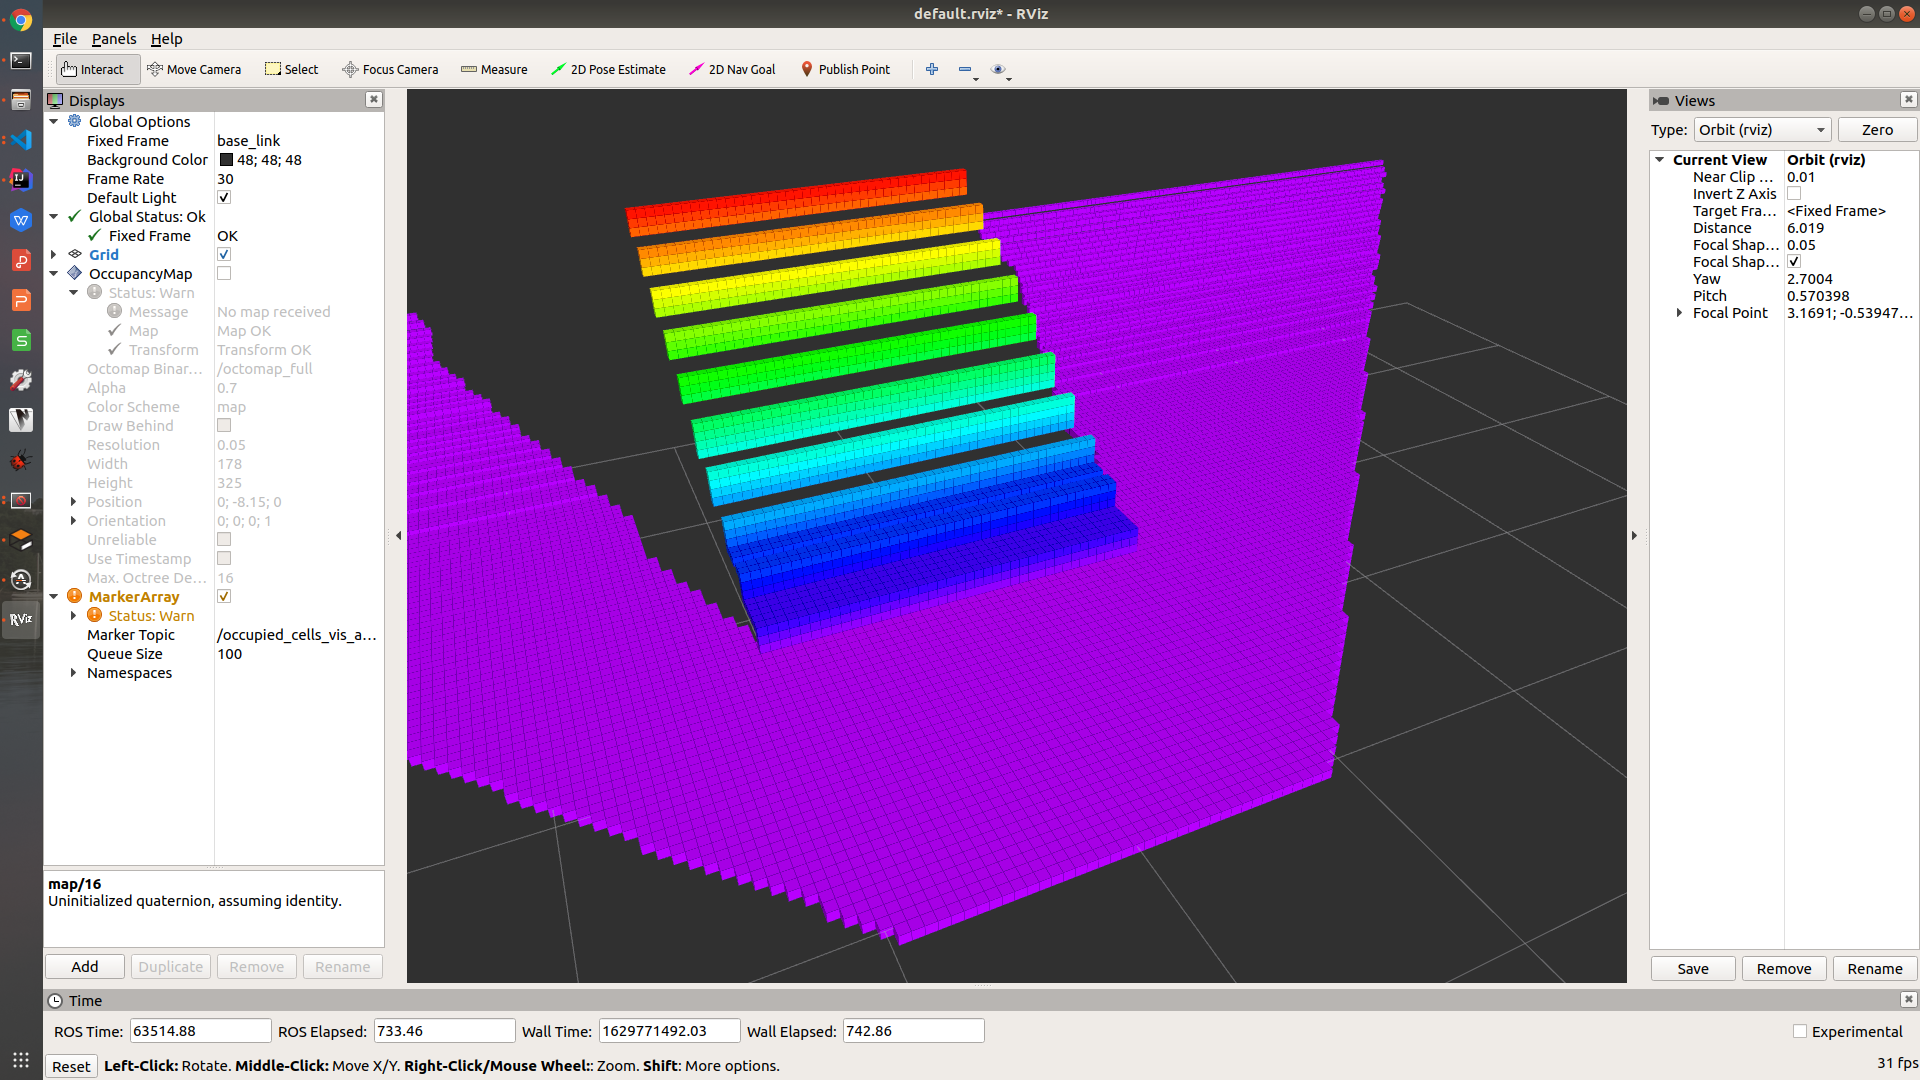 default.rviz* - RViz
File Panels Help
Interact Move Camera Select Focus Camera Measure 2D Pose Estimate 2D Nav Goal Publish Point
Displays
Global Options
Fixed Frame base_link
Background Color 48; 48; 48
Frame Rate 30
Default Light
Global Status: Ok
Fixed Frame OK
Grid
OccupancyMap
Status: Warn
Message No map received
Map Map OK
Transform Transform OK
Octomap Binar... /octomap_full
Alpha 0.7
Color Scheme map
Draw Behind
Resolution 0.05
Width 178
Height 325
Position 0; -8.15; 0
Orientation 0; 0; 0; 1
Unreliable
Use Timestamp
Max. Octree De... 16
MarkerArray
Status: Warn
Marker Topic /occupied_cells_vis_a...
Queue Size 100
Namespaces
map/16
Uninitialized quaternion, assuming identity.
Add Duplicate Remove Rename
Views
Type: Orbit (rviz) Zero
Current View Orbit (rviz)
Near Clip ... 0.01
Invert Z Axis
Target Fra... <Fixed Frame>
Distance 6.019
Focal Shap... 0.05
Focal Shap...
Yaw 2.7004
Pitch 0.570398
Focal Point 3.1691; -0.53947...
Save Remove Rename
Time
ROS Time: 63514.88 ROS Elapsed: 733.46 Wall Time: 1629771492.03 Wall Elapsed: 742.86 Experimental
Reset Left-Click: Rotate. Middle-Click: Move X/Y. Right-Click/Mouse Wheel:: Zoom. Shift: More options. 31 fps
RViz